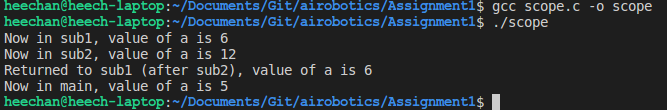 heechan@heech-laptop:~/Documents/Git/airobotics/Assignment1$ gcc scope.c -o scope
heechan@heech-laptop:~/Documents/Git/airobotics/Assignment1$ ./scope
Now in sub1, value of a is 6
Now in sub2, value of a is 12
Returned to sub1 (after sub2), value of a is 6
Now in main, value of a is 5
heechan@heech-laptop:~/Documents/Git/airobotics/Assignment1$